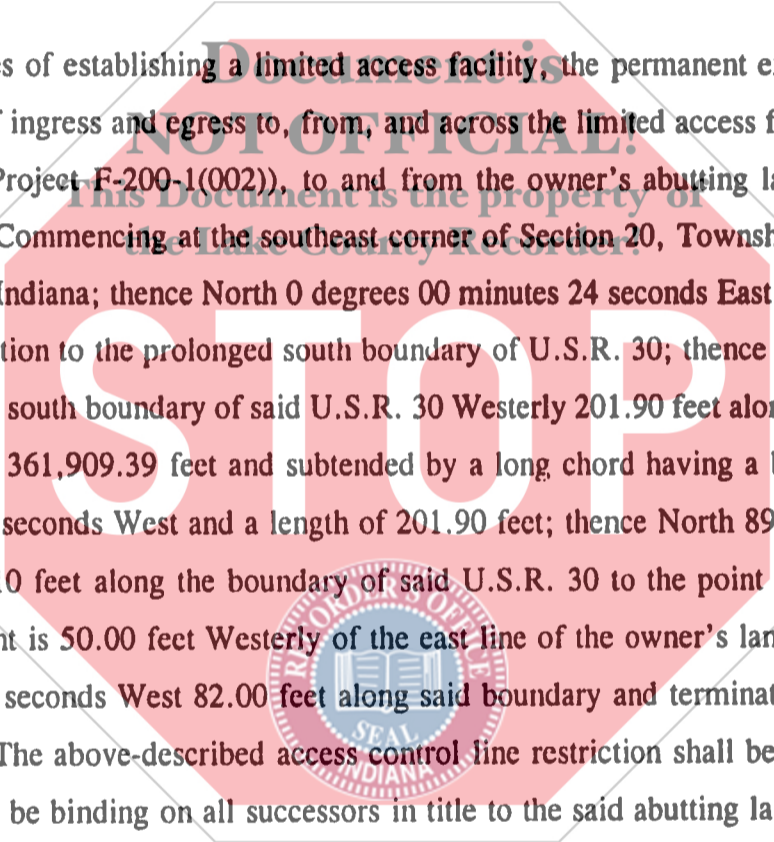 s of establishing a limited access facility, the permanent e
ingress and egress to, from, and across the limited access f
Project F-200-1(002)), to and from the owner's abutting la
Commencing at the southeast corner of Section 20, Townsh
Indiana; thence North 0 degrees 00 minutes 24 seconds East
tion to the prolonged south boundary of U.S.R. 30; thence
south boundary of said U.S.R. 30 Westerly 201.90 feet alon
361,909.39 feet and subtended by a long chord having a
seconds West and a length of 201.90 feet; thence North 89
0 feet along the boundary of said U.S.R. 30 to the point
nt is 50.00 feet Westerly of the east line of the owner's lan
seconds West 82.00 feet along said boundary and terminat
The above-described access control line restriction shall be
be binding on all successors in title to the said abutting la
Document is
NOT OFFICIAL!
This Document is the property of
the Lake County Recorder!
STOP
RECORDER'S OFFICE
SEAL
INDIANA